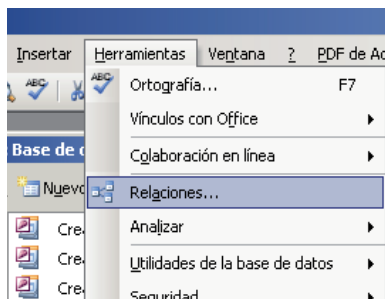 Insertar Herramientas Ventana ? PDF de Ac
Ortografía... F7
Vínculos con Office
Base de
Colaboración en línea
Nuevo
Relaciones...
Cre
Analizar
Cre
Utilidades de la base de datos
Cre
Seguridad